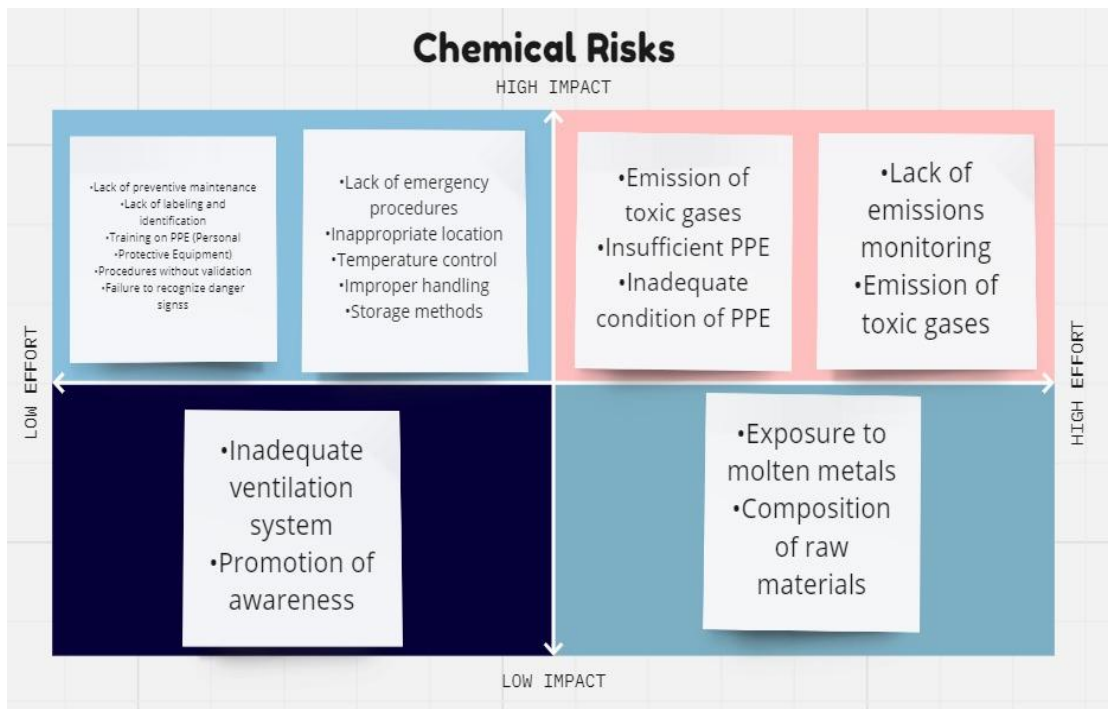 Chemical Risks
HIGH IMPACT
•Lack of preventive maintenance
•Lack of labeling and
identification
•Training on PPE (Personal
•Protective Equipment)
•Procedures without validation
•Failure to recognize danger
signss
•Lack of emergency
procedures
•Inappropriate location
•Temperature control
•Improper handling
•Storage methods
•Emission of
toxic gases
•Insufficient PPE
•Inadequate
condition of PPE
•Lack of
emissions
monitoring
•Emission of
toxic gases
LOW EFFORT
HIGH EFFORT
•Inadequate
ventilation
system
•Promotion of
awareness
•Exposure to
molten metals
•Composition
of raw
materials
LOW IMPACT